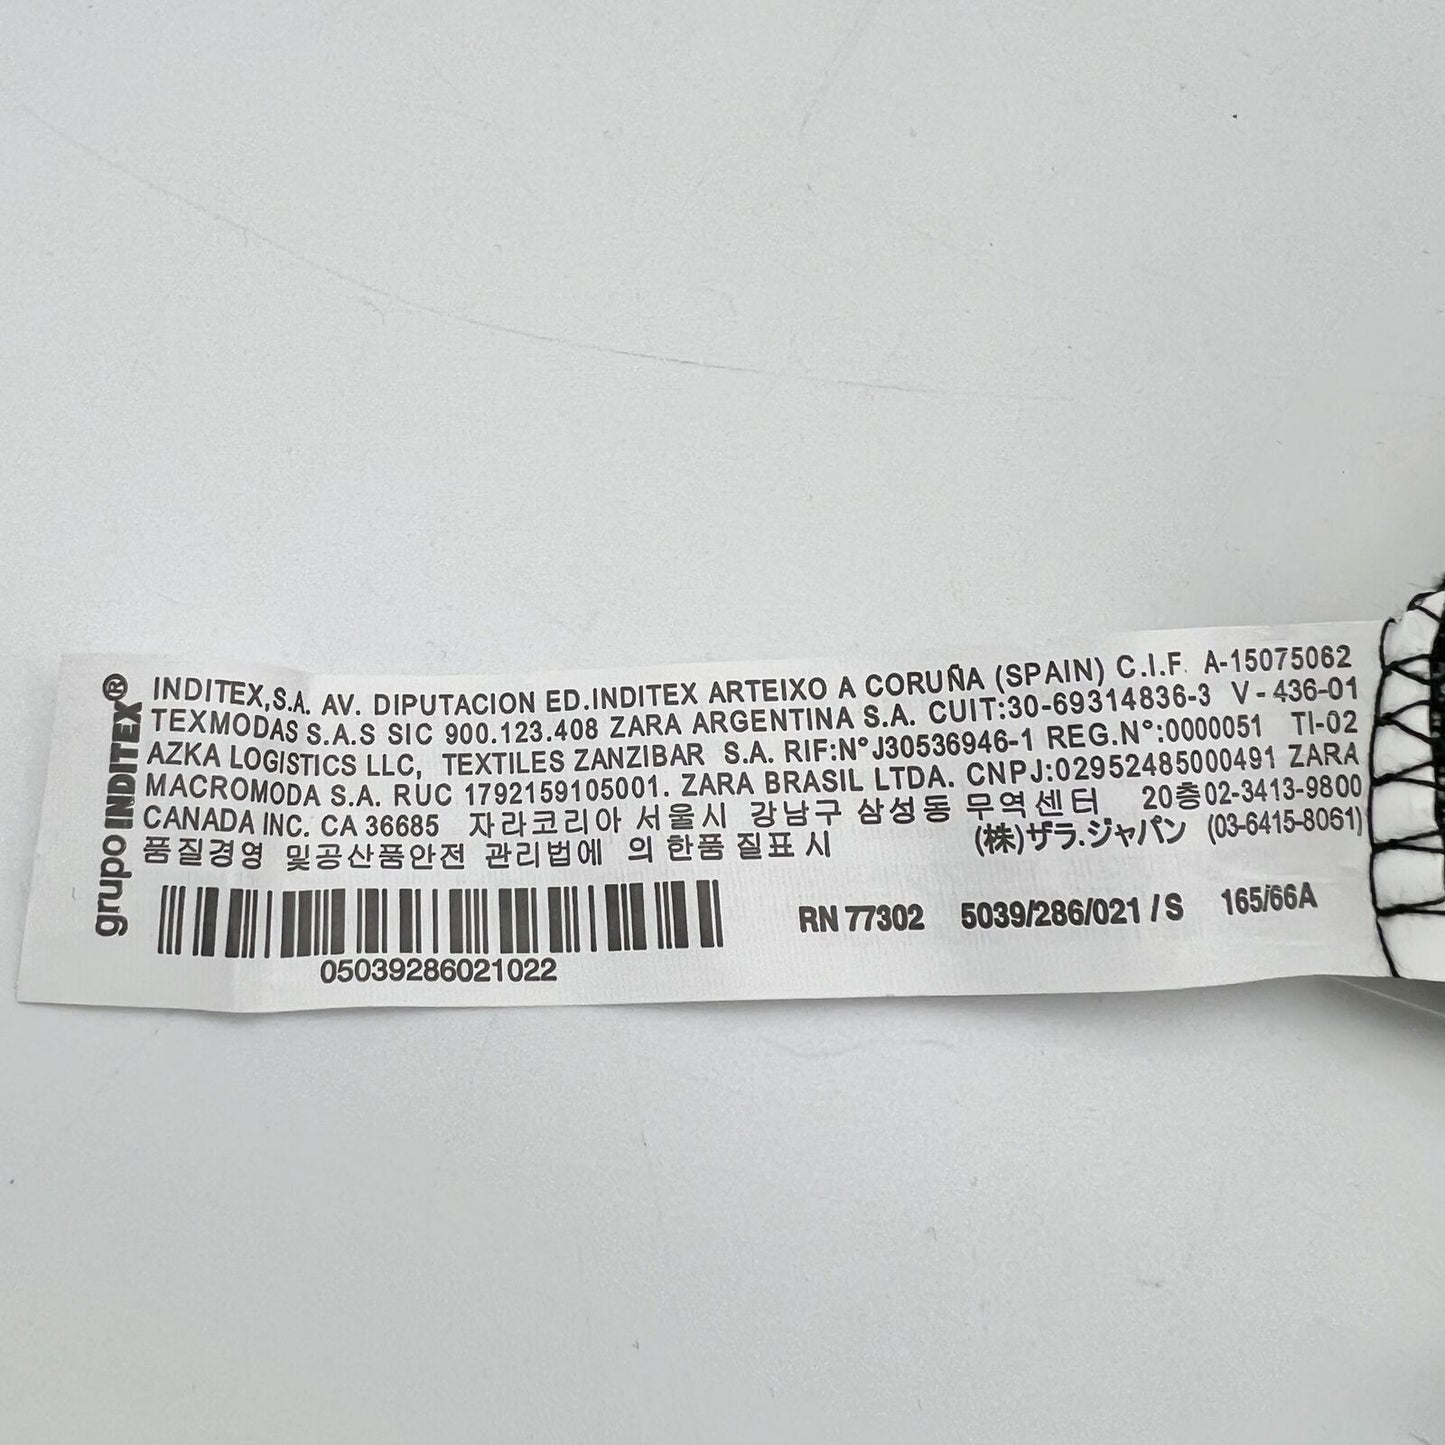 grupo INDITEX®
INDITEX,S.A. AV. DIPUTACION ED.INDITEX ARTEIXO A CORUÑA (SPAIN) C.I.F. A-15075062
TEXMODAS S.A.S SIC 900.123.408 ZARA ARGENTINA S.A. CUIT:30-69314836-3 V-436-01
AZKA LOGISTICS LLC, TEXTILES ZANZIBAR S.A. RIF:N°J30536946-1 REG.N°:0000051 TI-02
MACROMODA S.A. RUC 1792159105001. ZARA BRASIL LTDA. CNPJ:02952485000491 ZARA
CANADA INC. CA 36685 자라코리아 서울시 강남구 삼성동 무역센터 20층02-3413-9800
품질경영 및공산품안전 관리법에 의 한품 질표 시 (株)ザラ.ジャパン (03-6415-8061)
05039286021022
RN 77302 5039/286/021 / S 165/66A